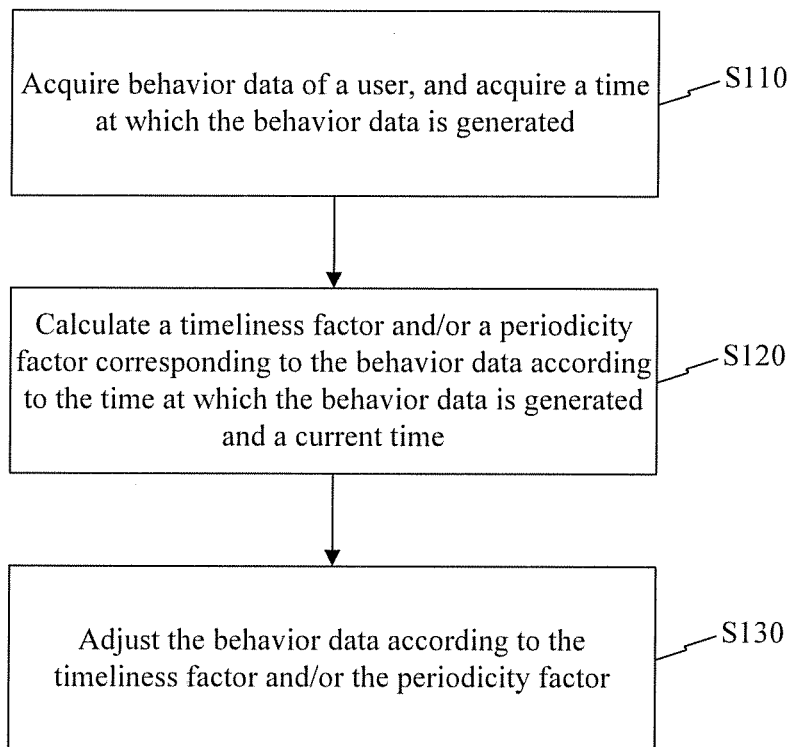 Acquire behavior data of a user, and acquire a time
at which the behavior data is generated
S110
Calculate a timeliness factor and/or a periodicity
factor corresponding to the behavior data according
to the time at which the behavior data is generated
and a current time
S120
Adjust the behavior data according to the
timeliness factor and/or the periodicity factor
S130